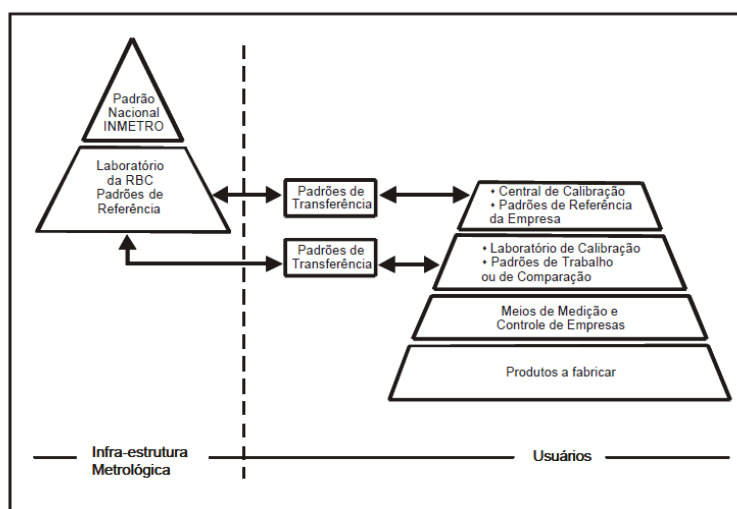 Padrão
Nacional
INMETRO
Laboratório
da RBC
Padrões de
Referência
Padrões de
Transferência
• Central de Calibração
• Padrões de Referência
da Empresa
Padrões de
Transferência
• Laboratório de Calibração
• Padrões de Trabalho
ou de Comparação
Meios de Medição e
Controle de Empresas
Produtos a fabricar
Infra-estrutura
Metrológica
Usuários